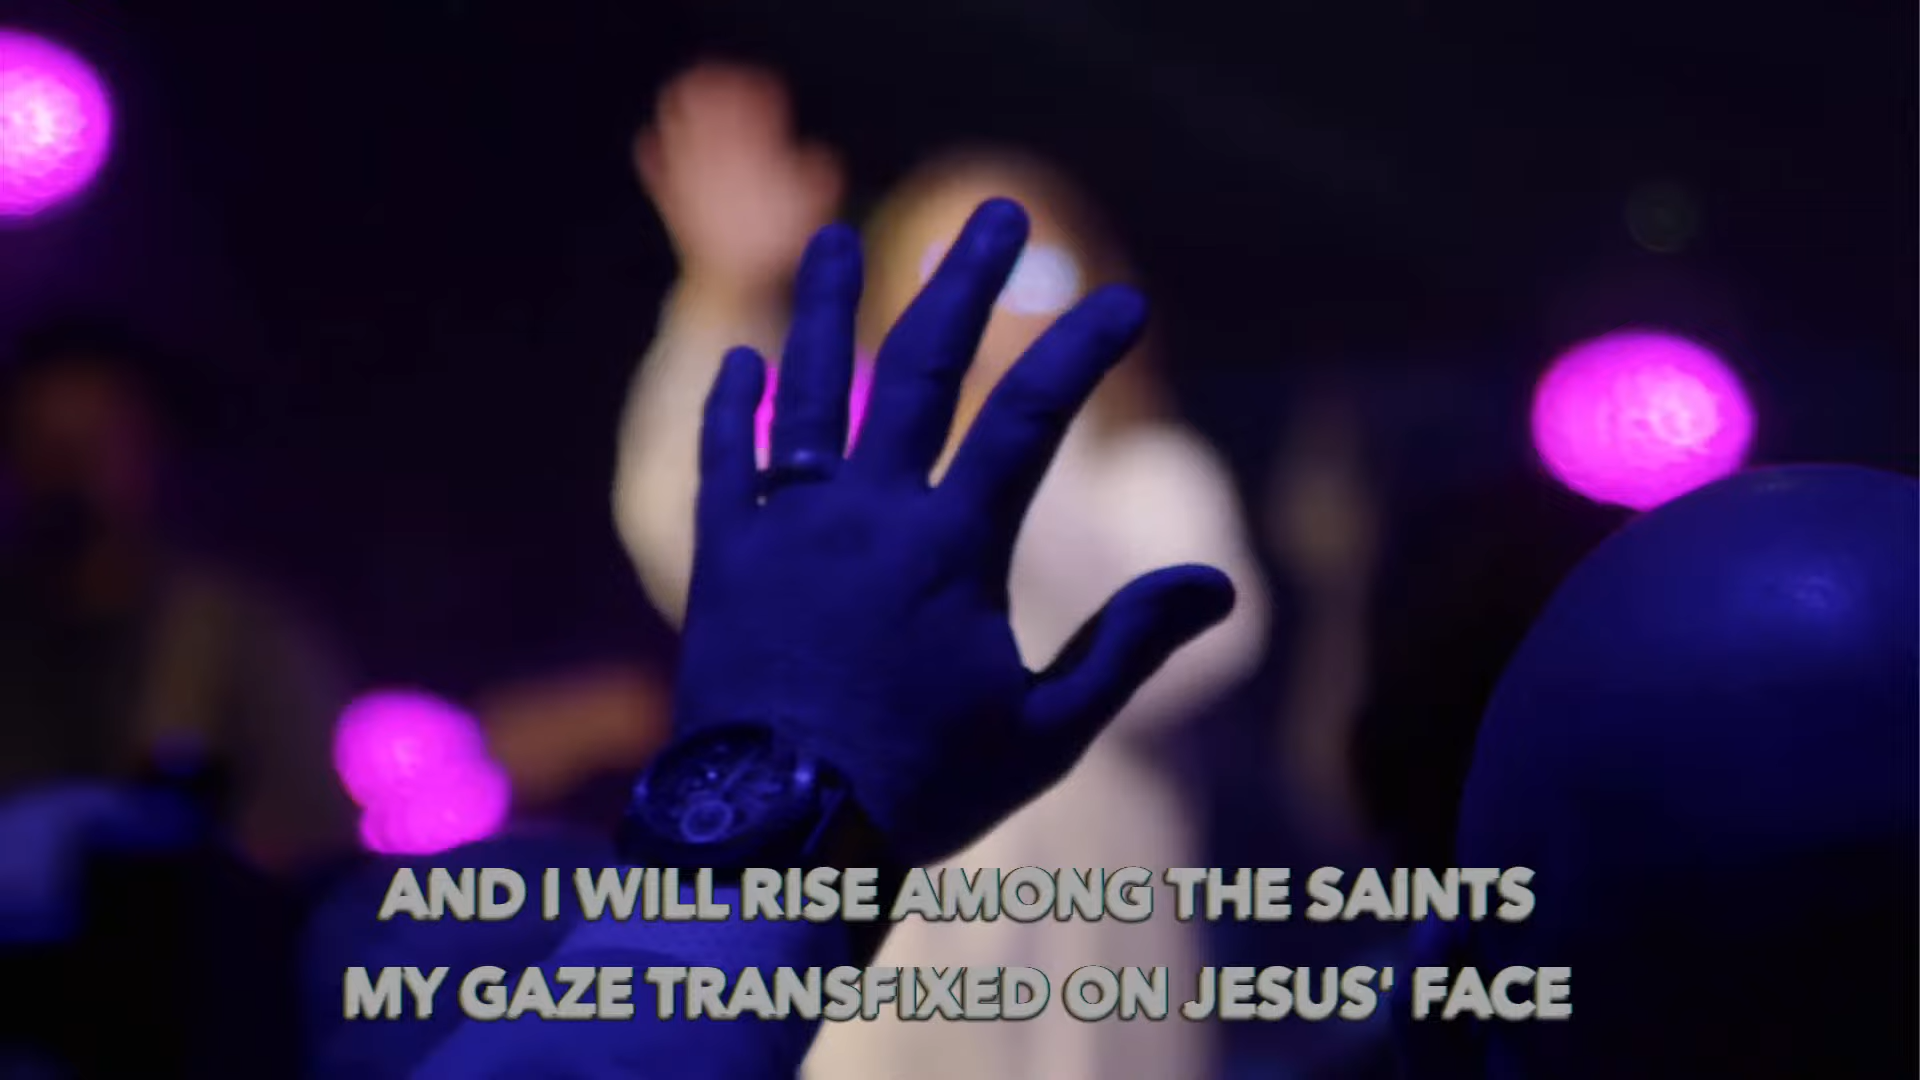 AND I WILL RISE AMONG THE SAINTS
MY GAZE TRANSFIXED ON JESUS' FACE